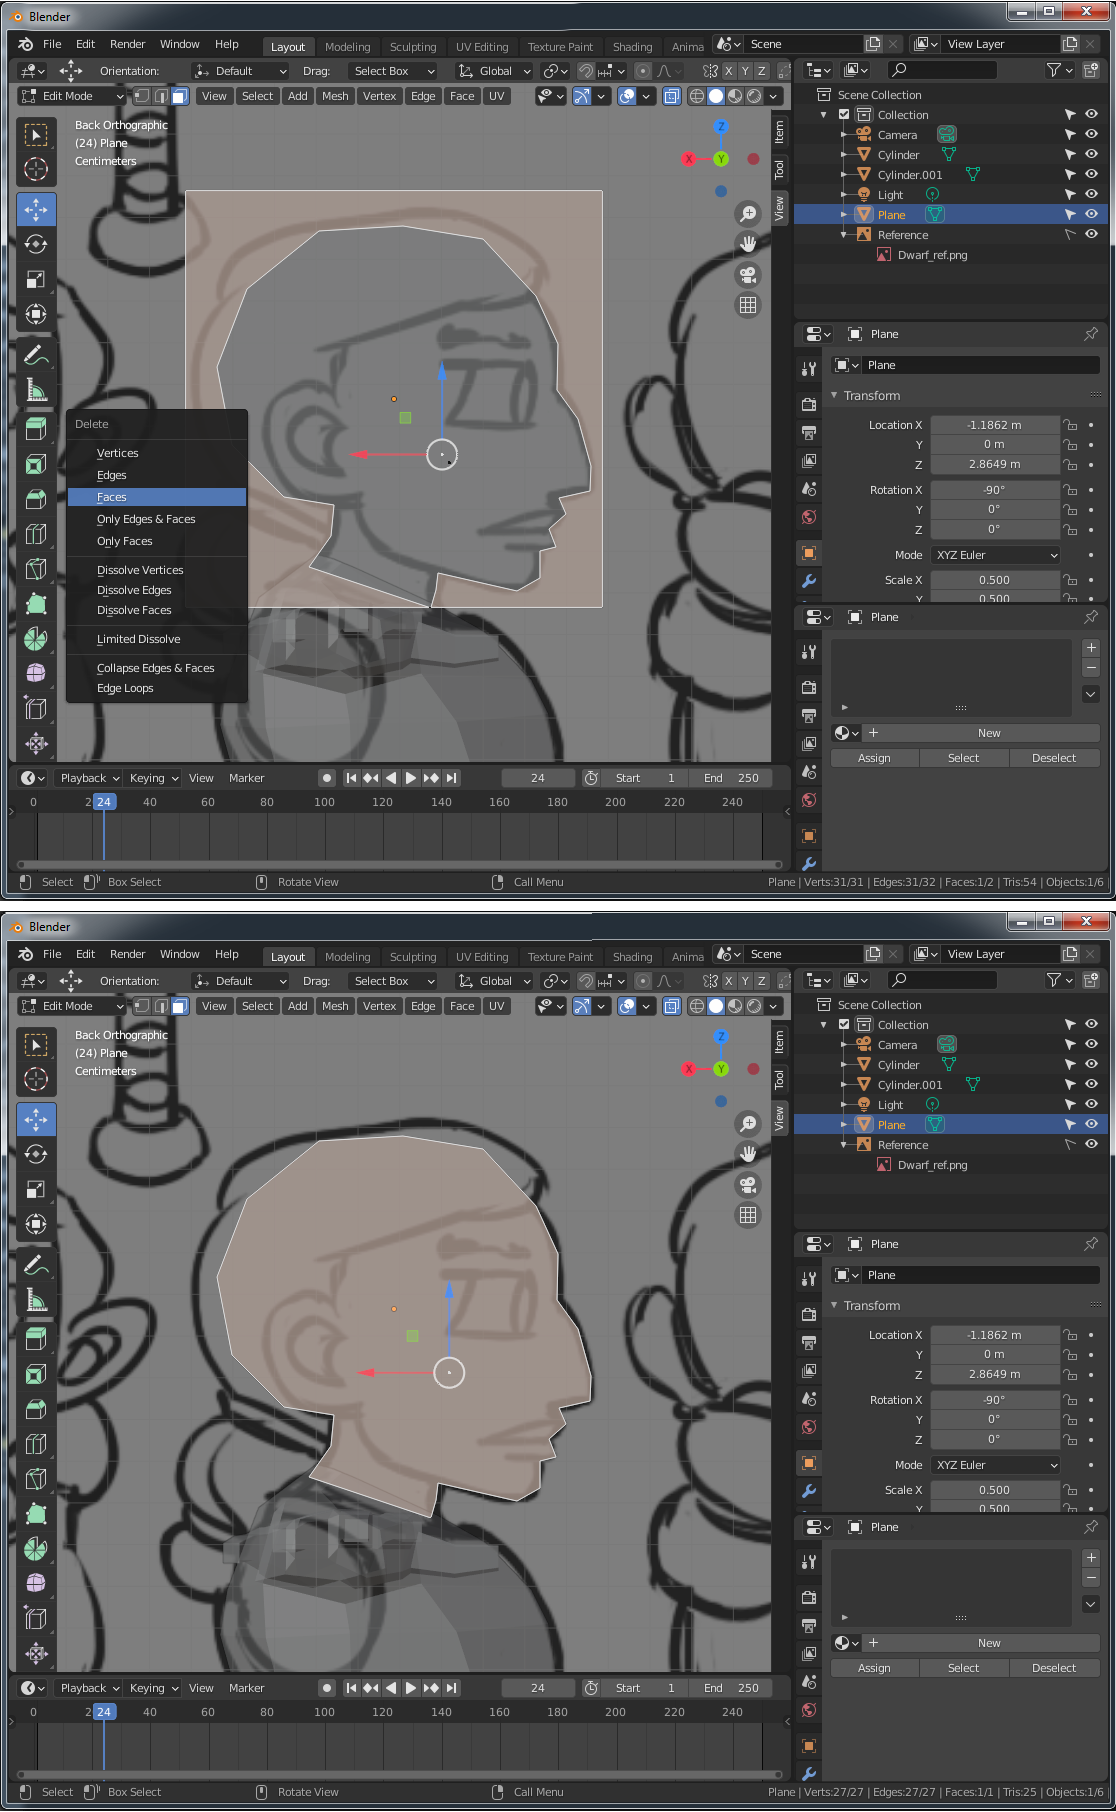 Blender
File Edit Render Window Help Layout Modeling Sculpting UV Editing Texture Paint Shading Anima Scene View Layer
Orientation: Default Drag: Select Box Global X Y Z
Edit Mode View Select Add Mesh Vertex Edge Face UV
Back Orthographic
(24) Plane
Centimeters
Z
X
Y
Item
Tool
View
Delete
Vertices
Edges
Faces
Only Edges & Faces
Only Faces
Dissolve Vertices
Dissolve Edges
Dissolve Faces
Limited Dissolve
Collapse Edges & Faces
Edge Loops
Scene Collection
Collection
Camera
Cylinder
Cylinder.001
Light
Plane
Reference
Dwarf_ref.png
Plane
Plane
Transform
Location X -1.1862 m
Y 0 m
Z 2.8649 m
Rotation X -90°
Y 0°
Z 0°
Mode XYZ Euler
Scale X 0.500
Y 0.500
Plane
New
Assign Select Deselect
Playback Keying View Marker 24 Start 1 End 250
0 2 24 40 60 80 100 120 140 160 180 200 220 240
Select Box Select Rotate View Call Menu Plane | Verts:31/31 | Edges:31/32 | Faces:1/2 | Tris:54 | Objects:1/6
Blender
File Edit Render Window Help Layout Modeling Sculpting UV Editing Texture Paint Shading Anima Scene View Layer
Orientation: Default Drag: Select Box Global X Y Z
Edit Mode View Select Add Mesh Vertex Edge Face UV
Back Orthographic
(24) Plane
Centimeters
Z
X
Y
Item
Tool
View
Scene Collection
Collection
Camera
Cylinder
Cylinder.001
Light
Plane
Reference
Dwarf_ref.png
Plane
Plane
Transform
Location X -1.1862 m
Y 0 m
Z 2.8649 m
Rotation X -90°
Y 0°
Z 0°
Mode XYZ Euler
Scale X 0.500
Y 0.500
Plane
New
Assign Select Deselect
Playback Keying View Marker 24 Start 1 End 250
0 2 24 40 60 80 100 120 140 160 180 200 220 240
Select Box Select Rotate View Call Menu Plane | Verts:27/27 | Edges:27/27 | Faces:1/1 | Tris:25 | Objects:1/6